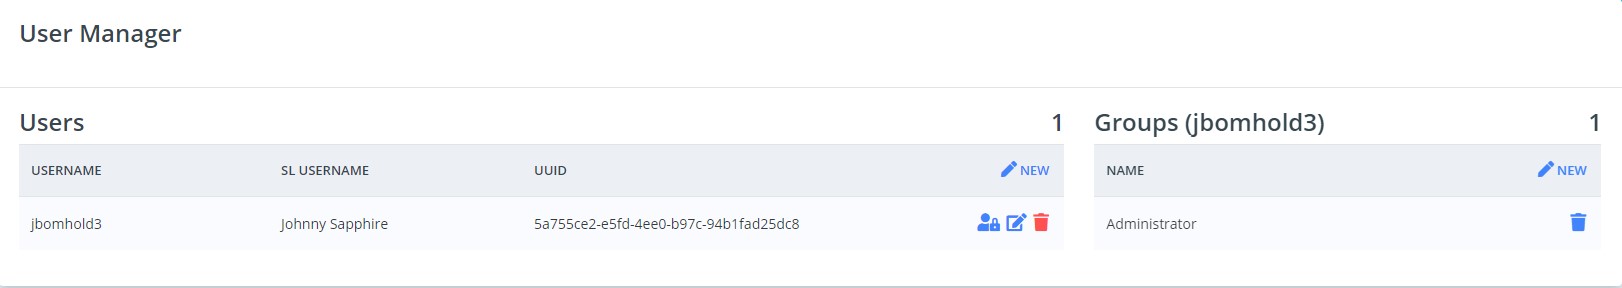 User Manager
Users 1
USERNAME SL USERNAME UUID NEW
jbomhold3 Johnny Sapphire 5a755ce2-e5fd-4ee0-b97c-94b1fad25dc8
Groups (jbomhold3) 1
NAME NEW
Administrator